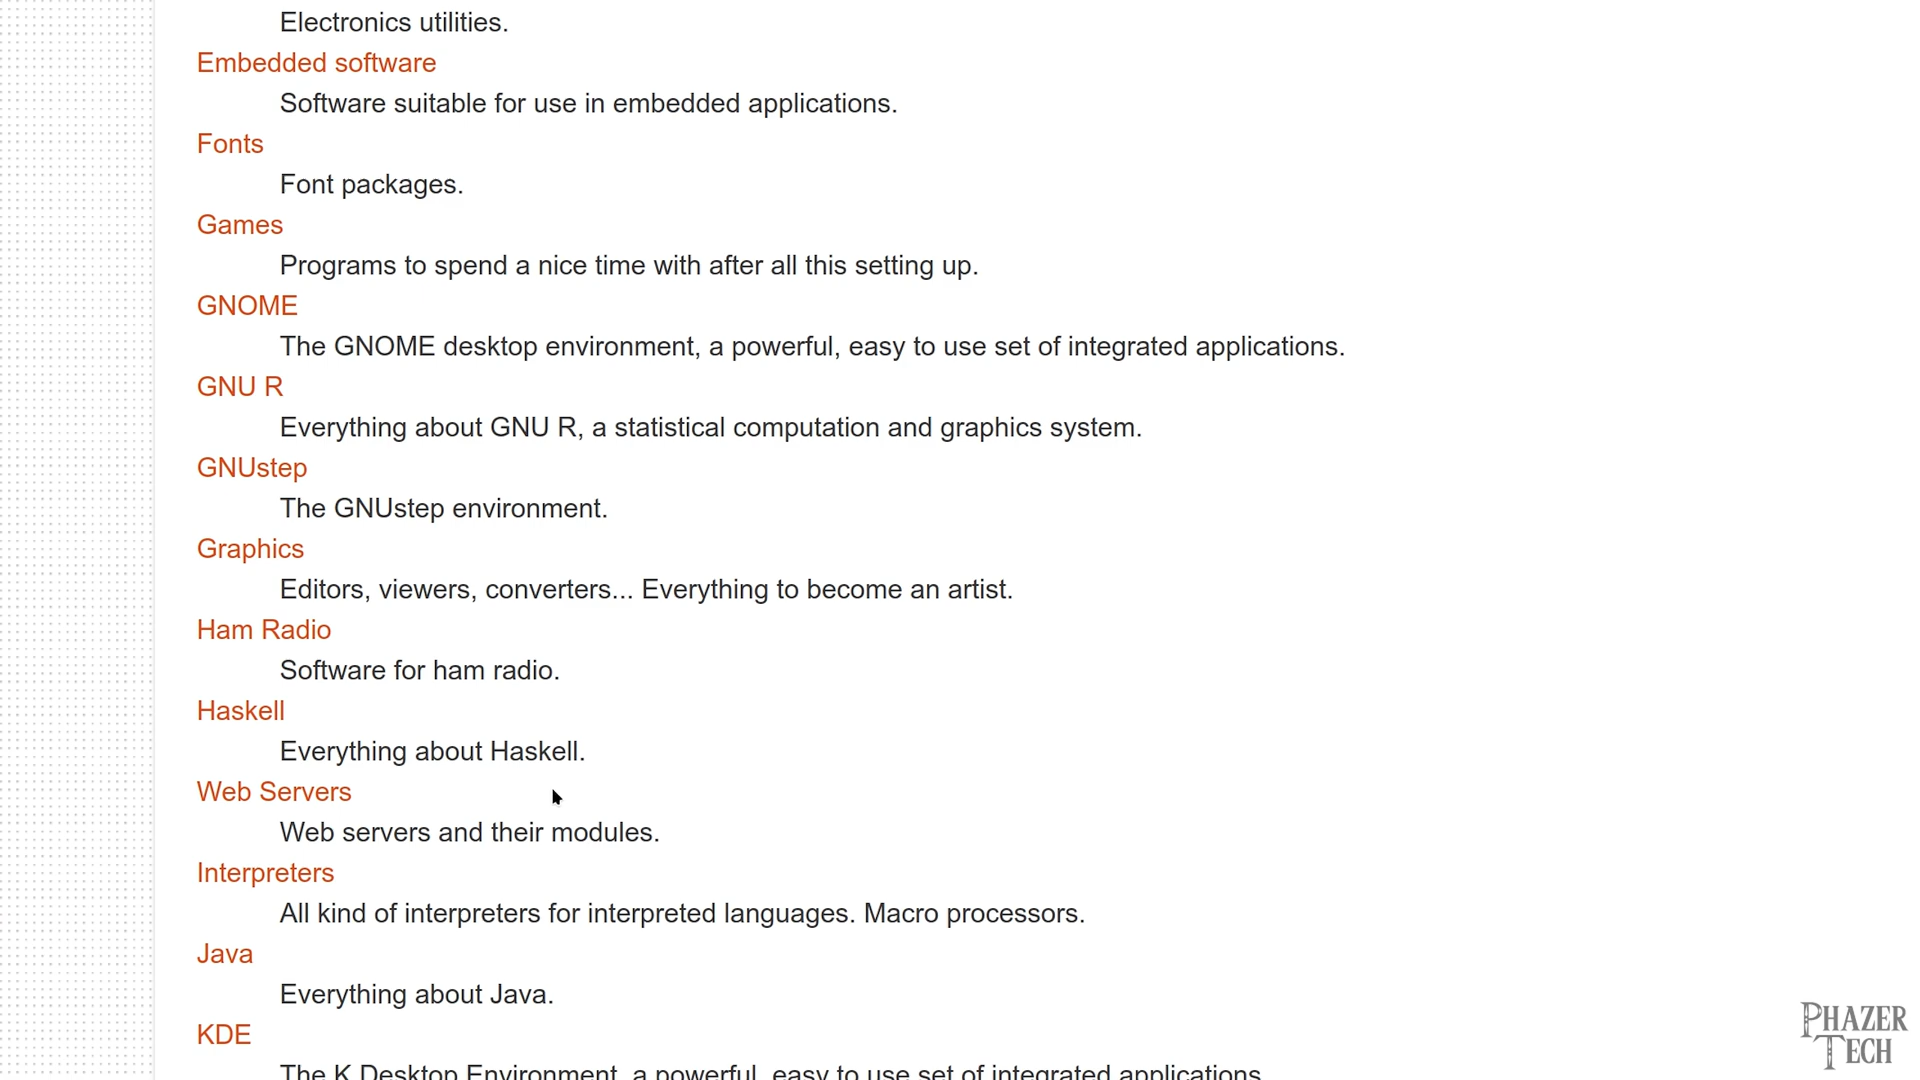 Electronics utilities.
Embedded software
Software suitable for use in embedded applications.
Fonts
Font packages.
Games
Programs to spend a nice time with after all this setting up.
GNOME
The GNOME desktop environment, a powerful, easy to use set of integrated applications.
GNU R
Everything about GNU R, a statistical computation and graphics system.
GNUstep
The GNUstep environment.
Graphics
Editors, viewers, converters... Everything to become an artist.
Ham Radio
Software for ham radio.
Haskell
Everything about Haskell.
Web Servers
Web servers and their modules.
Interpreters
All kind of interpreters for interpreted languages. Macro processors.
Java
Everything about Java.
KDE
The K Desktop Environment, a powerful, easy to use set of integrated applications.
PHAZER
TECH